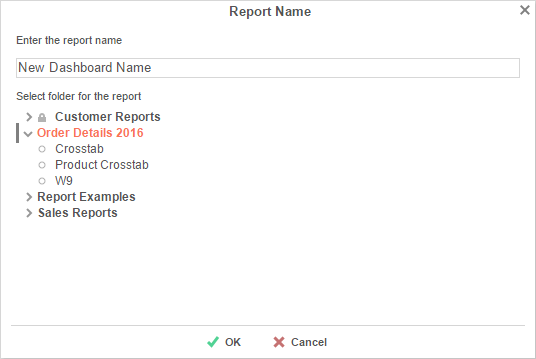 Report Name
Enter the report name
New Dashboard Name
Select folder for the report
Customer Reports
Order Details 2016
Crosstab
Product Crosstab
W9
Report Examples
Sales Reports
OK Cancel